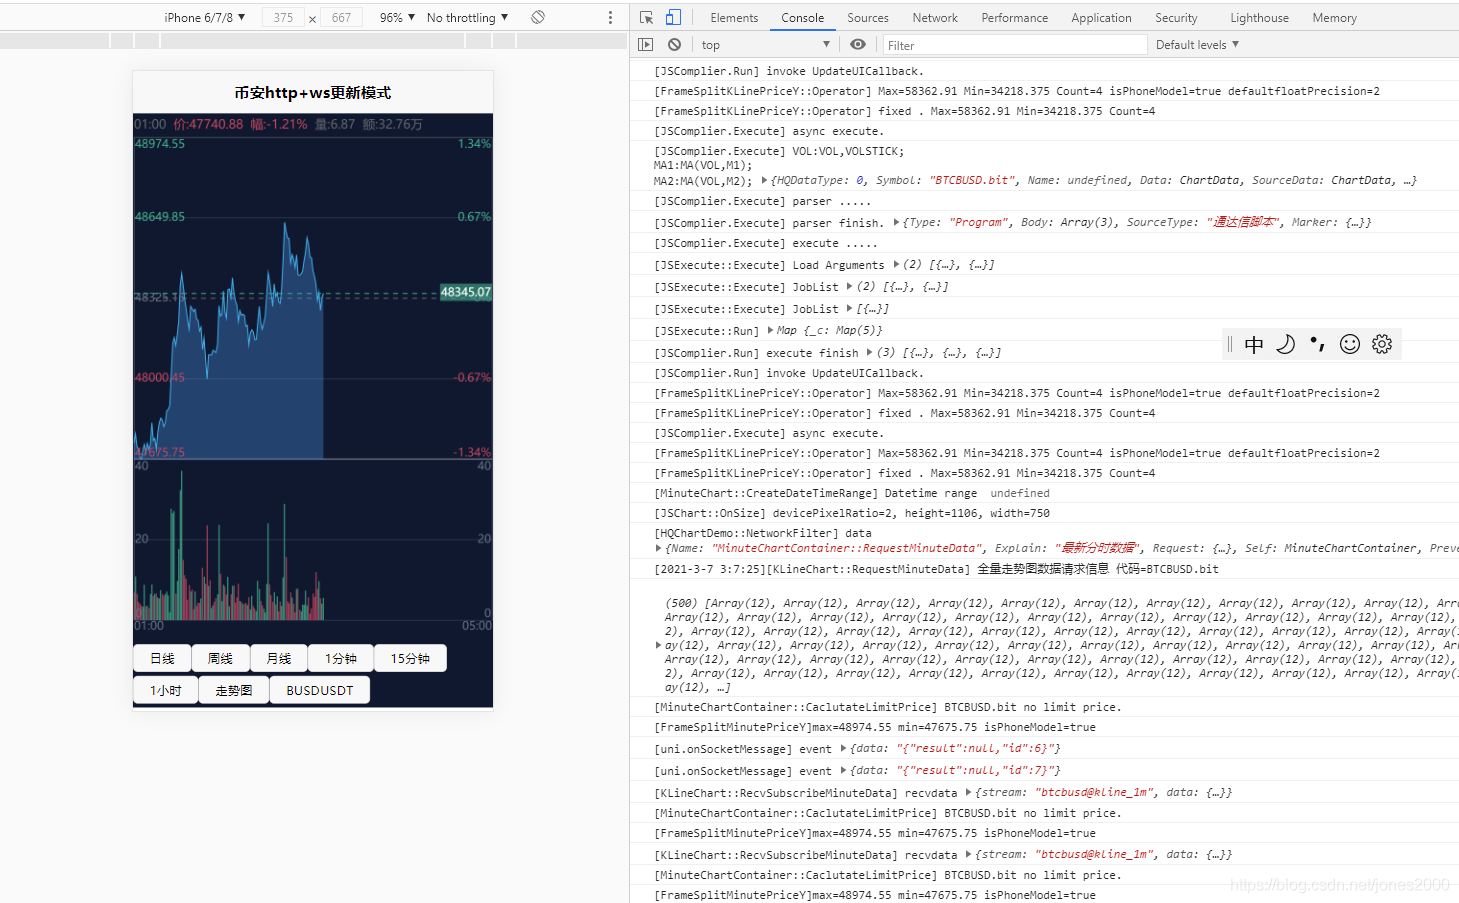 iPhone 6/7/8 ▼ 375 × 667 96% ▼ No throttling ▼
Elements Console Sources Network Performance Application Security Lighthouse Memory
top ▼ Filter Default levels ▼
币安http+ws更新模式
01:00 价:47740.88 幅:-1.21% 量:6.87 额:32.76万
48974.55 1.34%
48649.85 0.67%
48325.1 48345.07
48000.45 -0.67%
47675.75 -1.34%
40 40
20 20
0
01:00 05:00
日线 周线 月线 1分钟 15分钟
1小时 走势图 BUSDUSDT
[JSComplier.Run] invoke UpdateUICallback.
[FrameSplitKLinePriceY::Operator] Max=58362.91 Min=34218.375 Count=4 isPhoneModel=true defaultfloatPrecision=2
[FrameSplitKLinePriceY::Operator] fixed . Max=58362.91 Min=34218.375 Count=4
[JSComplier.Execute] async execute.
[JSComplier.Execute] VOL:VOL,VOLSTICK;
MA1:MA(VOL,M1);
MA2:MA(VOL,M2); ▶{HQDataType: 0, Symbol: "BTCBUSD.bit", Name: undefined, Data: ChartData, SourceData: ChartData, …}
[JSComplier.Execute] parser .....
[JSComplier.Execute] parser finish. ▶{Type: "Program", Body: Array(3), SourceType: "通达信脚本", Marker: {…}}
[JSComplier.Execute] execute .....
[JSExecute::Execute] Load Arguments ▶(2) [{…}, {…}]
[JSExecute::Execute] JobList ▶(2) [{…}, {…}]
[JSExecute::Execute] JobList ▶[{…}]
[JSExecute::Run] ▶Map {_c: Map(5)}
中
[JSComplier.Run] execute finish ▶(3) [{…}, {…}, {…}]
[JSComplier.Run] invoke UpdateUICallback.
[FrameSplitKLinePriceY::Operator] Max=58362.91 Min=34218.375 Count=4 isPhoneModel=true defaultfloatPrecision=2
[FrameSplitKLinePriceY::Operator] fixed . Max=58362.91 Min=34218.375 Count=4
[JSComplier.Execute] async execute.
[FrameSplitKLinePriceY::Operator] Max=58362.91 Min=34218.375 Count=4 isPhoneModel=true defaultfloatPrecision=2
[FrameSplitKLinePriceY::Operator] fixed . Max=58362.91 Min=34218.375 Count=4
[MinuteChart::CreateDateTimeRange] Datetime range undefined
[JSChart::OnSize] devicePixelRatio=2, height=1106, width=750
[HQChartDemo::NetworkFilter] data
▶{Name: "MinuteChartContainer::RequestMinuteData", Explain: "最新分时数据", Request: {…}, Self: MinuteChartContainer, Preve
[2021-3-7 3:7:25][KLineChart::RequestMinuteData] 全量走势图数据请求信息 代码=BTCBUSD.bit
(500) [Array(12), Array(12), Array(12), Array(12), Array(12), Array(12), Array(12), Array(12), Array(12), Array(12), Arra
Array(12), Array(12), Array(12), Array(12), Array(12), Array(12), Array(12), Array(12), Array(12), Array(12), Array(1
2), Array(12), Array(12), Array(12), Array(12), Array(12), Array(12), Array(12), Array(12), Array(12), Array(12),
▶ay(12), Array(12), Array(12), Array(12), Array(12), Array(12), Array(12), Array(12), Array(12), Array(12), Arr
Array(12), Array(12), Array(12), Array(12), Array(12), Array(12), Array(12), Array(12), Array(12), Array(12), Array(1
2), Array(12), Array(12), Array(12), Array(12), Array(12), Array(12), Array(12), Array(12), Array(12), Array(12),
ay(12), …]
[MinuteChartContainer::CaclutateLimitPrice] BTCBUSD.bit no limit price.
[FrameSplitMinutePriceY]max=48974.55 min=47675.75 isPhoneModel=true
[uni.onSocketMessage] event ▶{data: "{"result":null,"id":6}"}
[uni.onSocketMessage] event ▶{data: "{"result":null,"id":7}"}
[KLineChart::RecvSubscribeMinuteData] recvdata ▶{stream: "btcbusd@kline_1m", data: {…}}
[MinuteChartContainer::CaclutateLimitPrice] BTCBUSD.bit no limit price.
[FrameSplitMinutePriceY]max=48974.55 min=47675.75 isPhoneModel=true
[KLineChart::RecvSubscribeMinuteData] recvdata ▶{stream: "btcbusd@kline_1m", data: {…}}
[MinuteChartContainer::CaclutateLimitPrice] BTCBUSD.bit no limit price.
[FrameSplitMinutePriceY]max=48974.55 min=47675.75 isPhoneModel=true
https://blog.csdn.net/jones2000